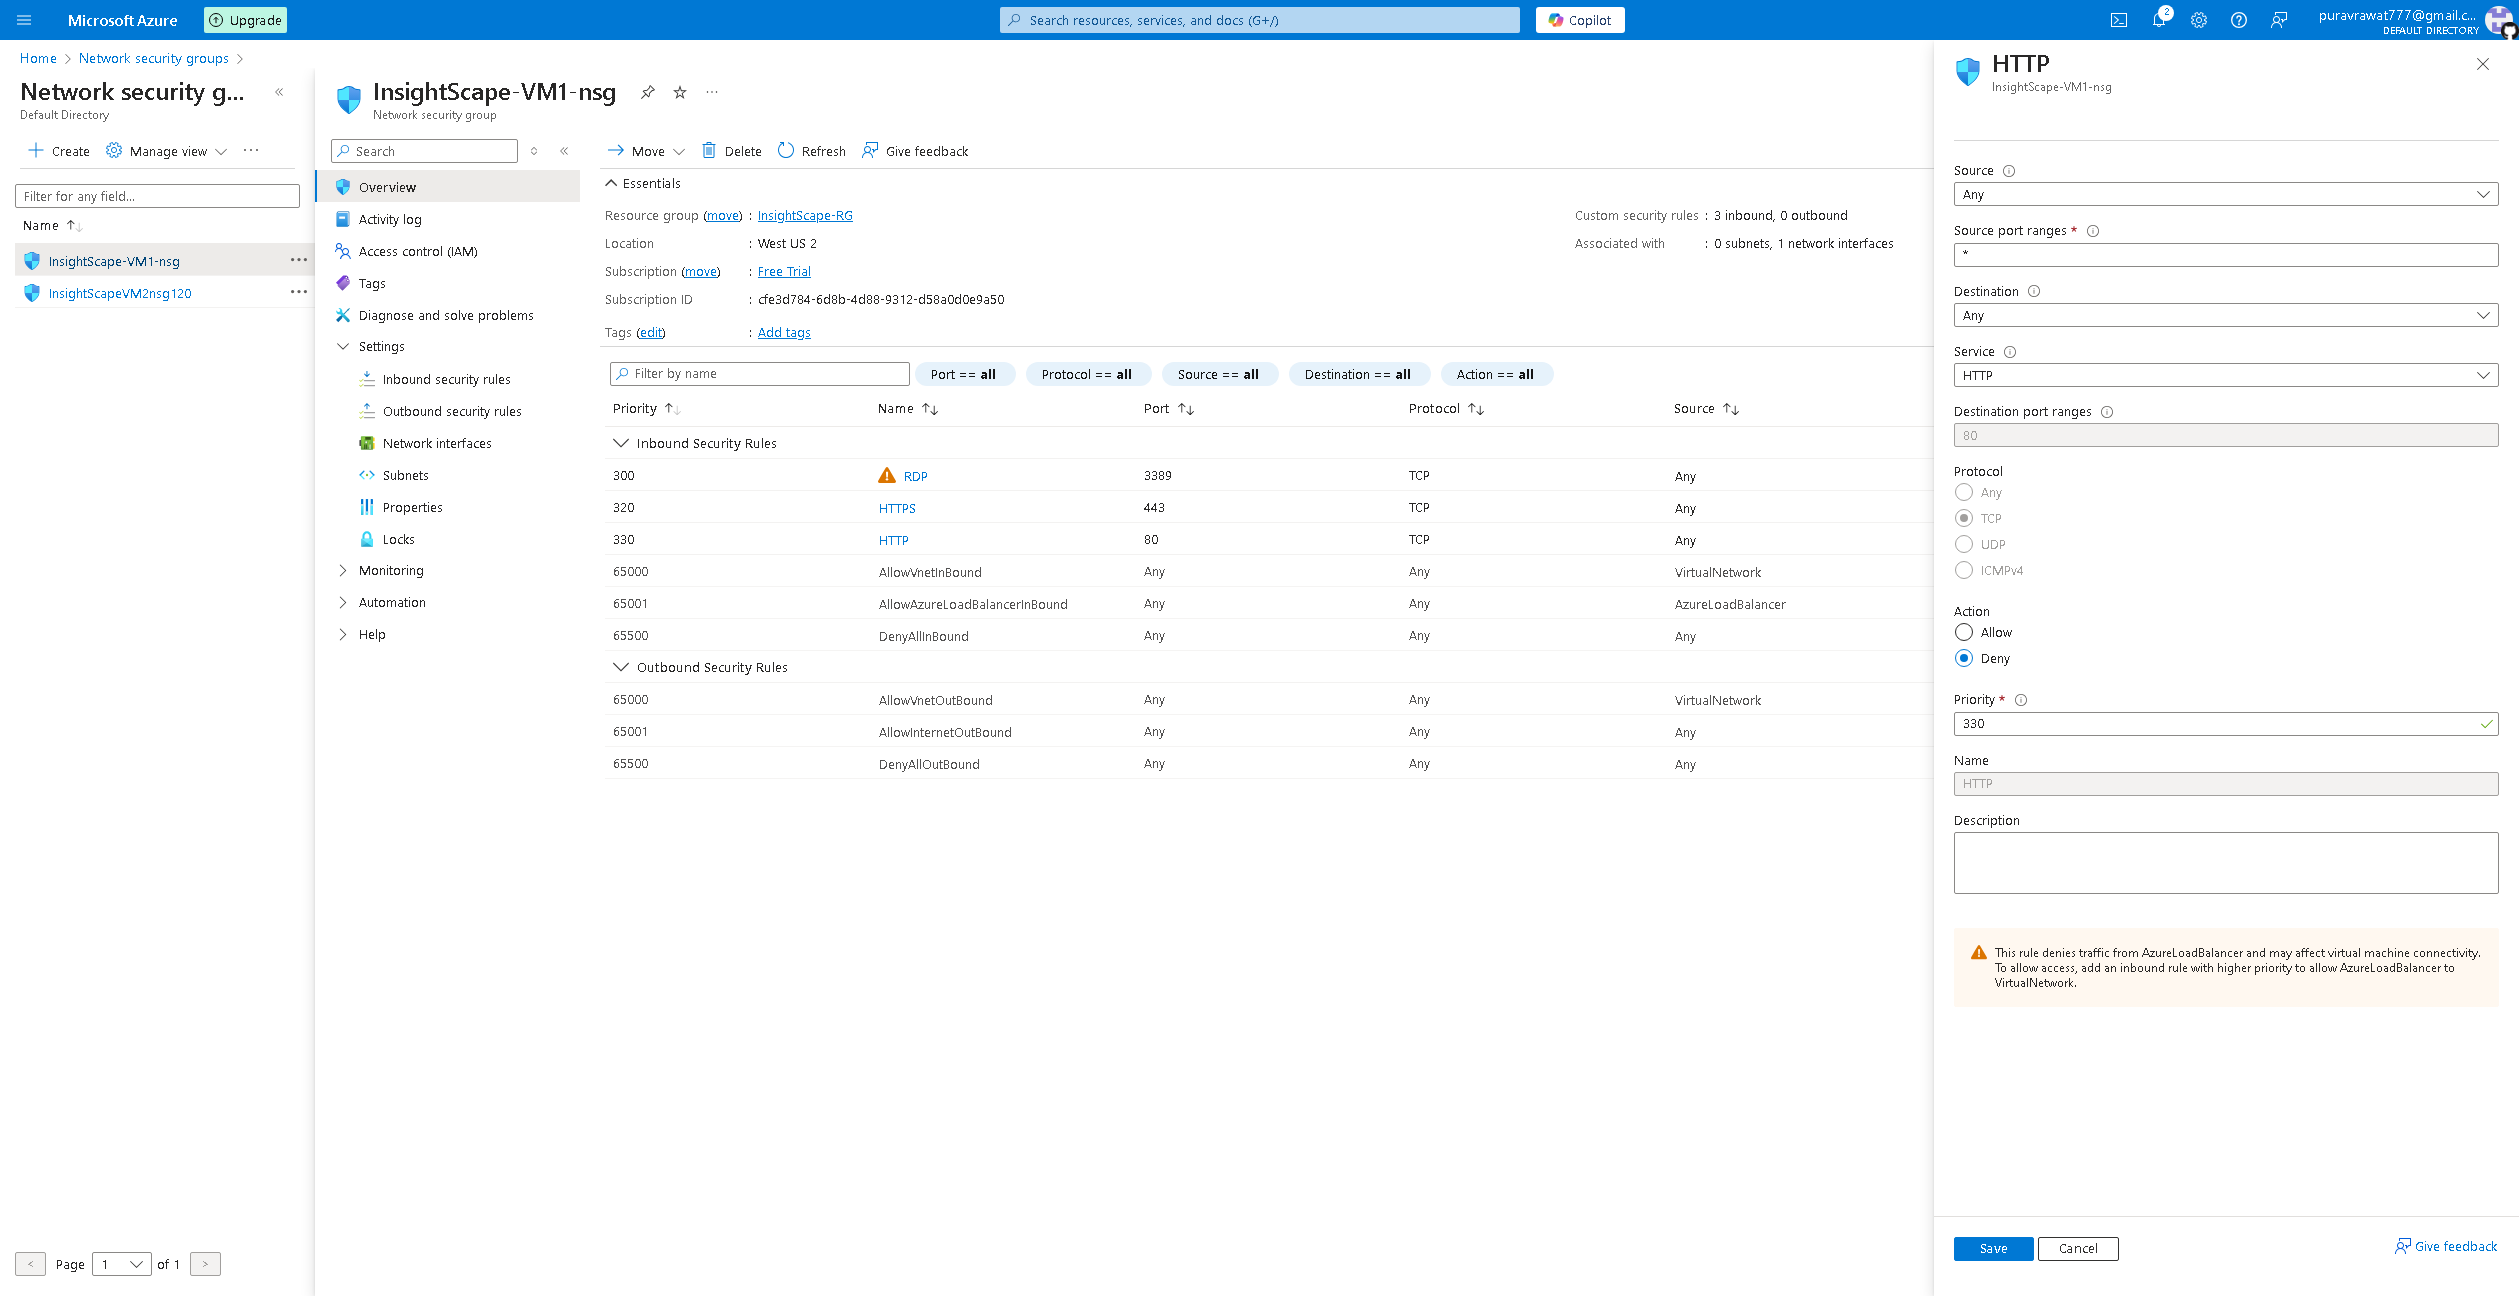 Microsoft Azure
Upgrade
Search resources, services, and docs (G+/)
Copilot
2
puravrawat777@gmail.c...
DEFAULT DIRECTORY
Home > Network security groups >
Network security g... «
Default Directory
+ Create Manage view ...
Filter for any field...
Name ↑↓
InsightScape-VM1-nsg ...
InsightScapeVM2nsg120 ...
< Page 1 of 1 >
InsightScape-VM1-nsg ...
Network security group
Search «
Overview
Activity log
Access control (IAM)
Tags
Diagnose and solve problems
Settings
Inbound security rules
Outbound security rules
Network interfaces
Subnets
Properties
Locks
Monitoring
Automation
Help
Move Delete Refresh Give feedback
Essentials
Resource group (move) : InsightScape-RG
Location : West US 2
Subscription (move) : Free Trial
Subscription ID : cfe3d784-6d8b-4d88-9312-d58a0d0e9a50
Tags (edit) : Add tags
Custom security rules : 3 inbound, 0 outbound
Associated with : 0 subnets, 1 network interfaces
Filter by name Port == all Protocol == all Source == all Destination == all Action == all
Priority ↑↓ Name ↑↓ Port ↑↓ Protocol ↑↓ Source ↑↓
Inbound Security Rules
300 RDP 3389 TCP Any
320 HTTPS 443 TCP Any
330 HTTP 80 TCP Any
65000 AllowVnetInBound Any Any VirtualNetwork
65001 AllowAzureLoadBalancerInBound Any Any AzureLoadBalancer
65500 DenyAllInBound Any Any Any
Outbound Security Rules
65000 AllowVnetOutBound Any Any VirtualNetwork
65001 AllowInternetOutBound Any Any Any
65500 DenyAllOutBound Any Any Any
HTTP
InsightScape-VM1-nsg
Source
Any
Source port ranges *
*
Destination
Any
Service
HTTP
Destination port ranges
80
Protocol
Any
TCP
UDP
ICMPv4
Action
Allow
Deny
Priority *
330
Name
HTTP
Description
This rule denies traffic from AzureLoadBalancer and may affect virtual machine connectivity.
To allow access, add an inbound rule with higher priority to allow AzureLoadBalancer to
VirtualNetwork.
Save Cancel Give feedback